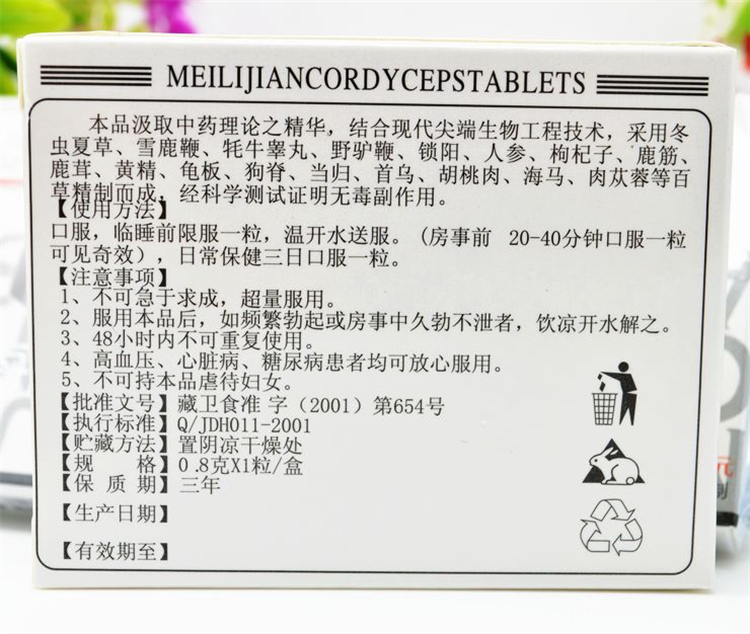 MEILIJIANCORDYCEPSTABLETS
本品汲取中药理论之精华，结合现代尖端生物工程技术，采用冬
虫夏草、雪鹿鞭、牦牛睾丸、野驴鞭、锁阳、人参、枸杞子、鹿筋、
鹿茸、黄精、龟板、狗脊、当归、首乌、胡桃肉、海马、肉苁蓉等百
草精制而成，经科学测试证明无毒副作用。
【使用方法】
口服，临睡前限服一粒，温开水送服。(房事前 20-40分钟口服一粒
可见奇效)，日常保健三日口服一粒。
【注意事项】
1、不可急于求成，超量服用。
2、服用本品后，如频繁勃起或房事中久勃不泄者，饮凉开水解之。
3、48小时内不可重复使用。
4、高血压、心脏病、糖尿病患者均可放心服用。
5、不可持本品虐待妇女。
【批准文号】藏卫食准 字（2001）第654号
【执行标准】Q/JDH011-2001
【贮藏方法】置阴凉干燥处
【规 格】0.8克X1粒/盒
【保 质 期】三年
【生产日期】
【有效期至】